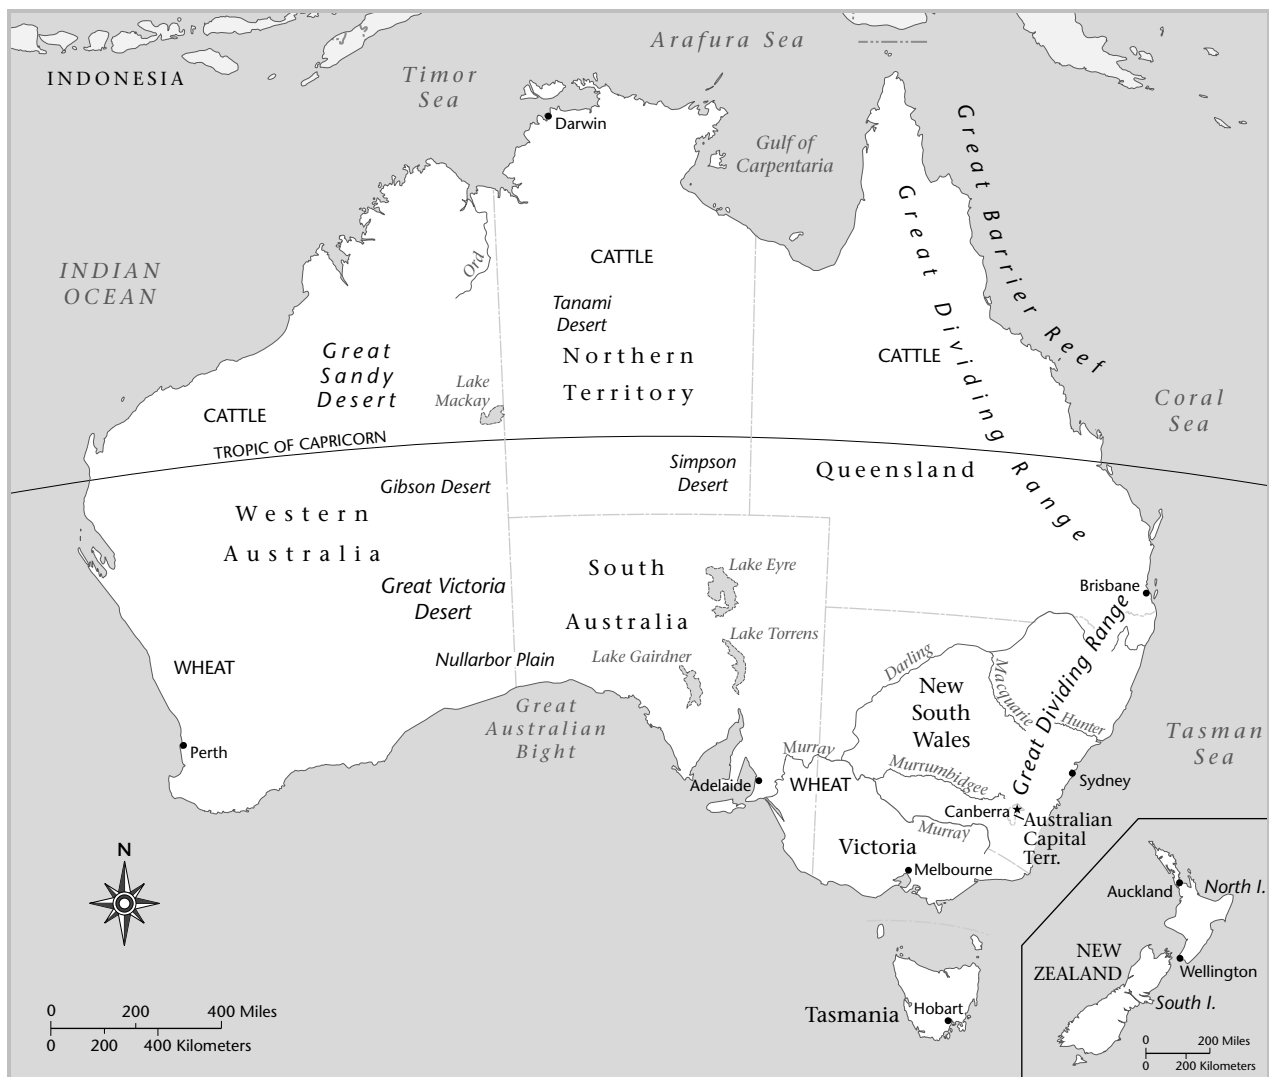 Arafura Sea
INDONESIA
Timor
Sea
Darwin
Gulf of
Carpentaria
Great Barrier Reef
Great Dividing Range
INDIAN
OCEAN
Ord
CATTLE
Tanami
Desert
Northern
Territory
Great
Sandy
Desert
Lake
Mackay
CATTLE
CATTLE
Coral
Sea
TROPIC OF CAPRICORN
Simpson
Desert
Queensland
Gibson Desert
Western
Australia
South
Australia
Lake Eyre
Great Victoria
Desert
Brisbane
Great Dividing Range
Lake Torrens
Lake Gairdner
Nullarbor Plain
WHEAT
Darling
Macquarie
New
South
Wales
Hunter
Great
Australian
Bight
Tasman
Sea
Perth
Murray
Murrumbidgee
Adelaide
WHEAT
Sydney
Canberra
Australian
Capital
Terr.
Murray
Victoria
Melbourne
N
Auckland
North I.
NEW
ZEALAND
Wellington
South I.
Tasmania
Hobart
0 200 400 Miles
0 200 400 Kilometers
0 200 Miles
0 200 Kilometers